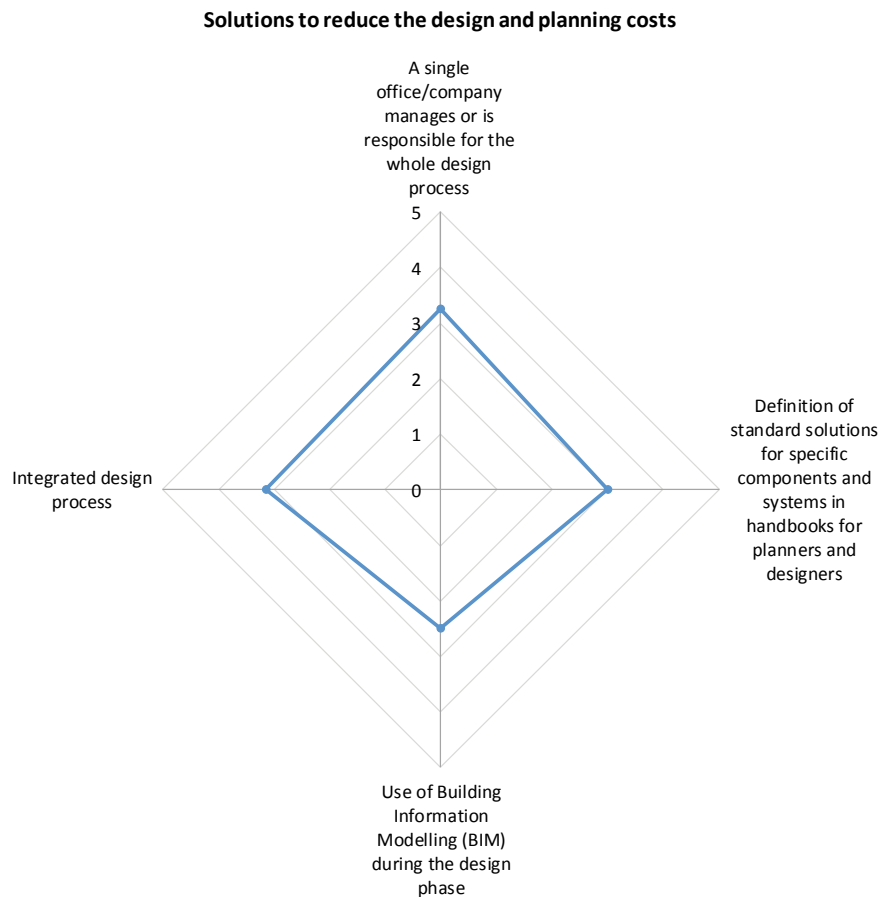 Solutions to reduce the design and planning costs
A single
office/company
manages or is
responsible for the
whole design
process
5
4
3
2
1
0
Definition of
standard solutions
for specific
components and
systems in
handbooks for
planners and
designers
Integrated design
process
Use of Building
Information
Modelling (BIM)
during the design
phase